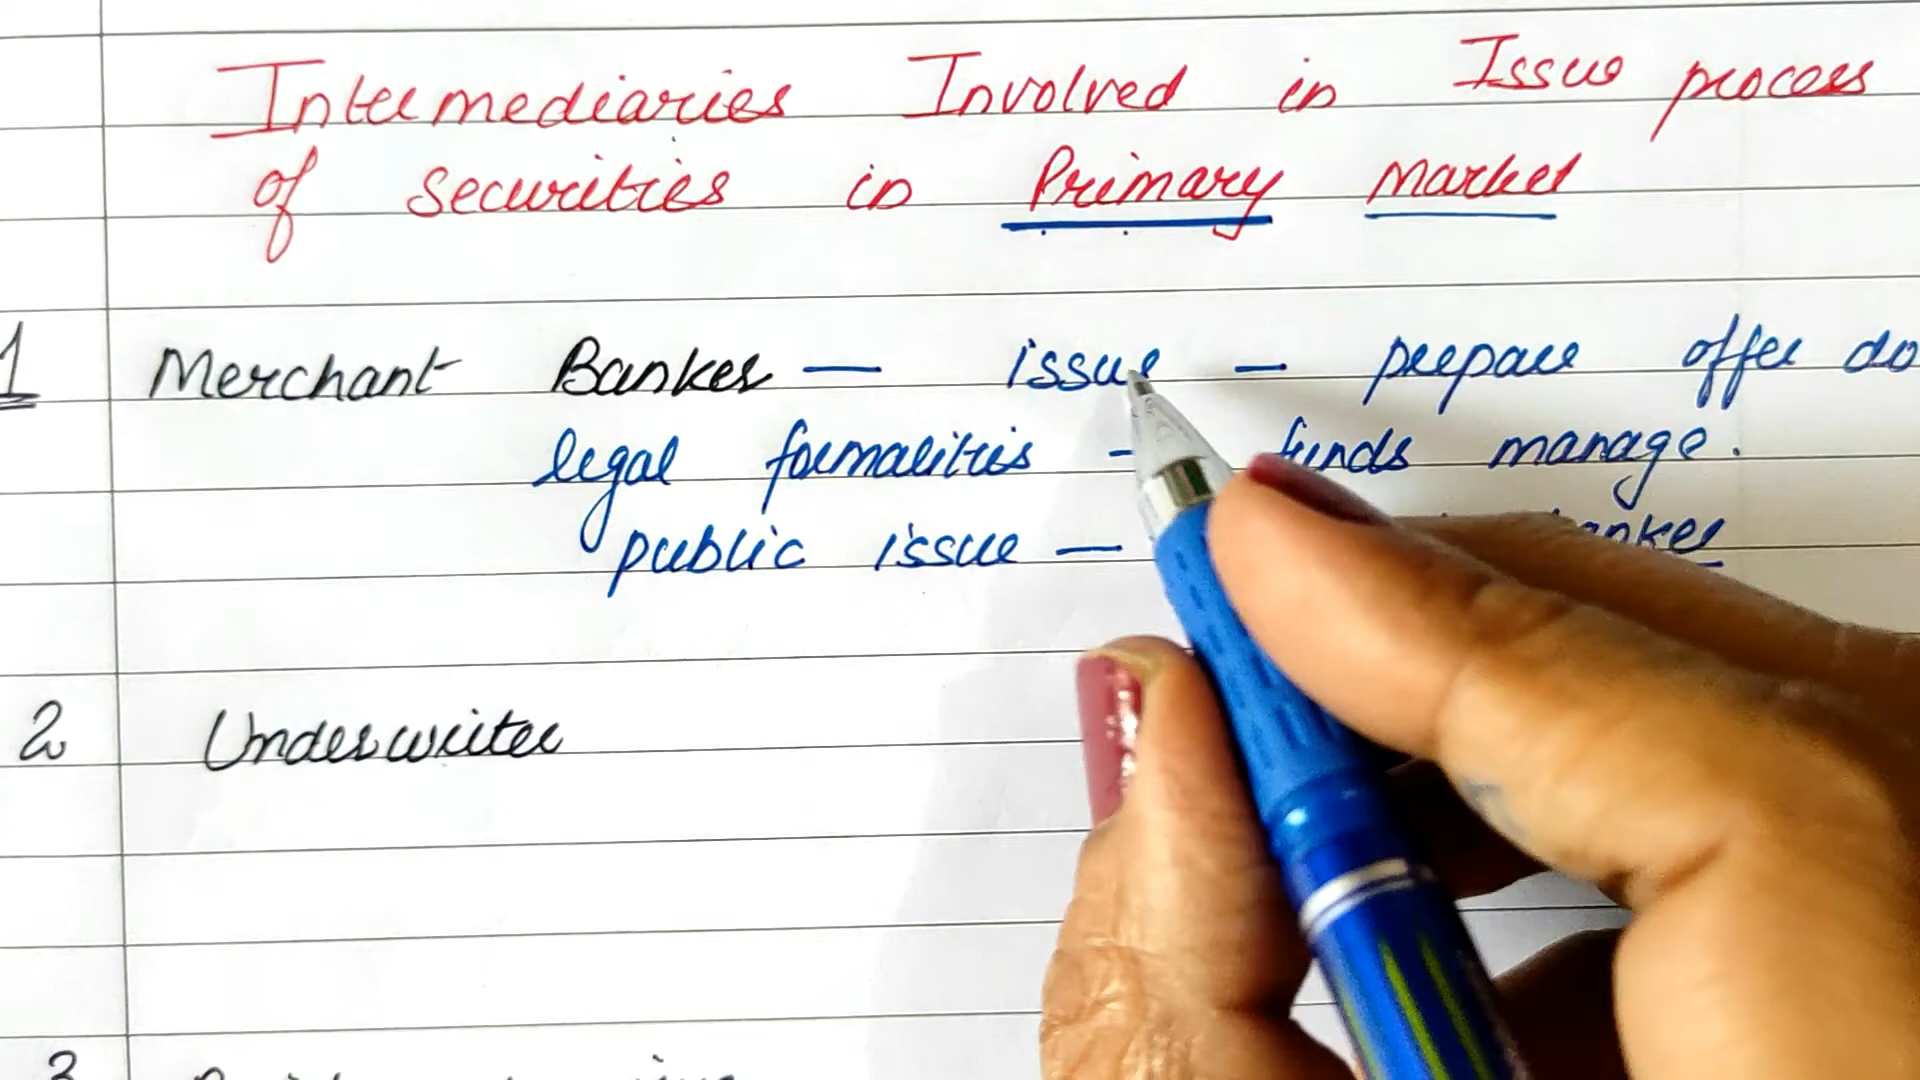 Intermediaries Involved in Issue process
of securities in Primary Market
1 Merchant Banker — issue – prepare offer do
legal formalities - funds manage.
public issue —
2 Underwriter
3